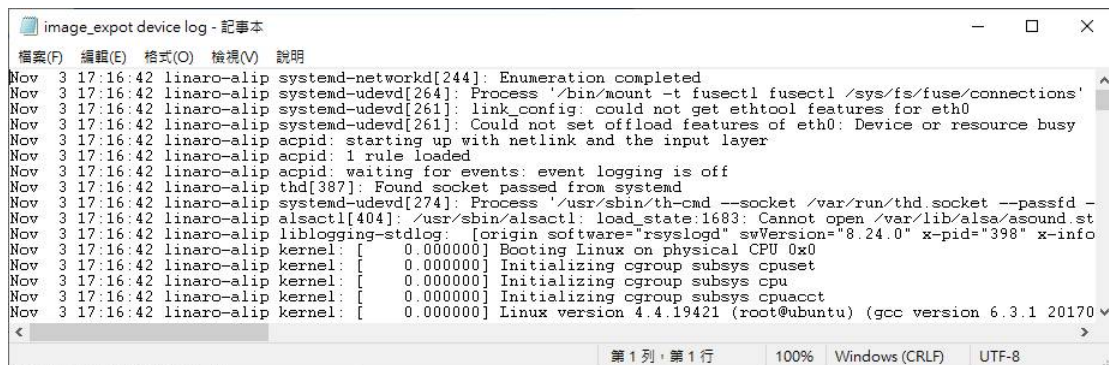 image_expot device log - 記事本
檔案(F) 編輯(E) 格式(O) 檢視(V) 說明
Nov  3 17:16:42 linaro-alip systemd-networkd[244]: Enumeration completed
Nov  3 17:16:42 linaro-alip systemd-udevd[264]: Process '/bin/mount -t fusectl fusectl /sys/fs/fuse/connections'
Nov  3 17:16:42 linaro-alip systemd-udevd[261]: link_config: could not get ethtool features for eth0
Nov  3 17:16:42 linaro-alip systemd-udevd[261]: Could not set offload features of eth0: Device or resource busy
Nov  3 17:16:42 linaro-alip acpid: starting up with netlink and the input layer
Nov  3 17:16:42 linaro-alip acpid: 1 rule loaded
Nov  3 17:16:42 linaro-alip acpid: waiting for events: event logging is off
Nov  3 17:16:42 linaro-alip thd[387]: Found socket passed from systemd
Nov  3 17:16:42 linaro-alip systemd-udevd[274]: Process '/usr/sbin/th-cmd --socket /var/run/thd.socket --passfd -
Nov  3 17:16:42 linaro-alip alsactl[404]: /usr/sbin/alsactl: load_state:1683: Cannot open /var/lib/alsa/asound.st
Nov  3 17:16:42 linaro-alip liblogging-stdlog:  [origin software="rsyslogd" swVersion="8.24.0" x-pid="398" x-info
Nov  3 17:16:42 linaro-alip kernel: [    0.000000] Booting Linux on physical CPU 0x0
Nov  3 17:16:42 linaro-alip kernel: [    0.000000] Initializing cgroup subsys cpuset
Nov  3 17:16:42 linaro-alip kernel: [    0.000000] Initializing cgroup subsys cpu
Nov  3 17:16:42 linaro-alip kernel: [    0.000000] Initializing cgroup subsys cpuacct
Nov  3 17:16:42 linaro-alip kernel: [    0.000000] Linux version 4.4.19421 (root@ubuntu) (gcc version 6.3.1 20170
第 1 列，第 1 行 100% Windows (CRLF) UTF-8